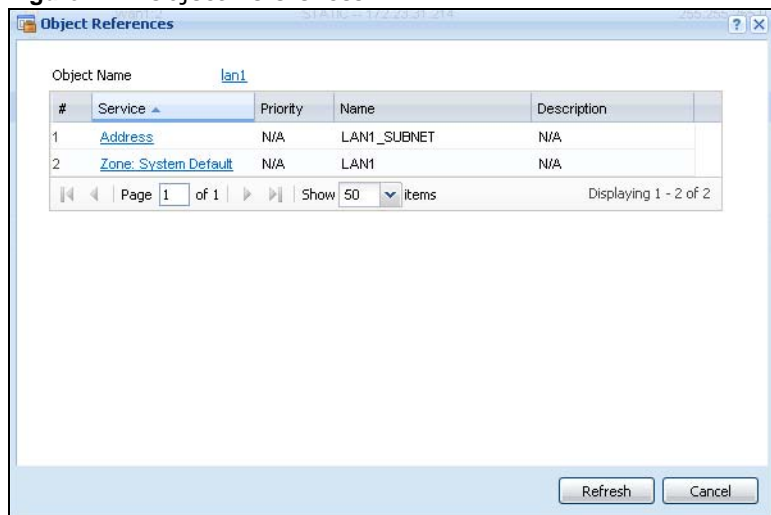 Object References
Object Name lan1
# Service Priority Name Description
1 Address N/A LAN1_SUBNET N/A
2 Zone: System Default N/A LAN1 N/A
Page 1 of 1 Show 50 items Displaying 1 - 2 of 2
Refresh Cancel